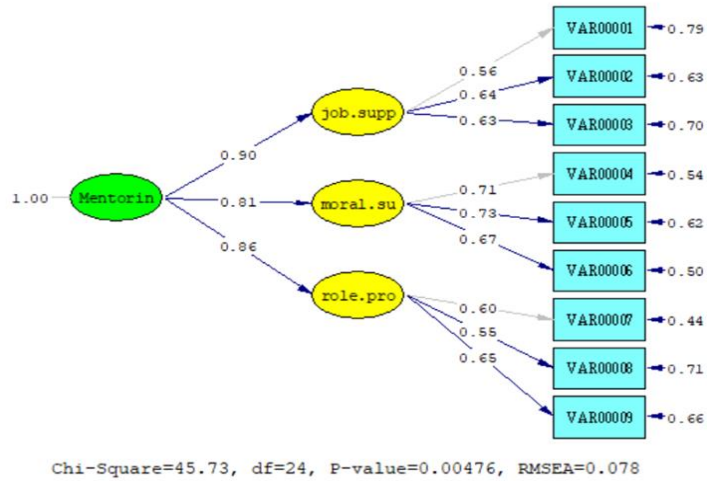 VAR00001 0.79
0.56
VAR00002 0.63
0.64
job.supp
0.63
VAR00003 0.70
0.90
VAR00004 0.54
0.71
1.00 Mentorin
0.81
moral.su
0.73
VAR00005 0.62
0.67
0.86
VAR00006 0.50
role.pro
0.60
VAR00007 0.44
0.55
0.65
VAR00008 0.71
VAR00009 0.66
Chi-Square=45.73, df=24, P-value=0.00476, RMSEA=0.078